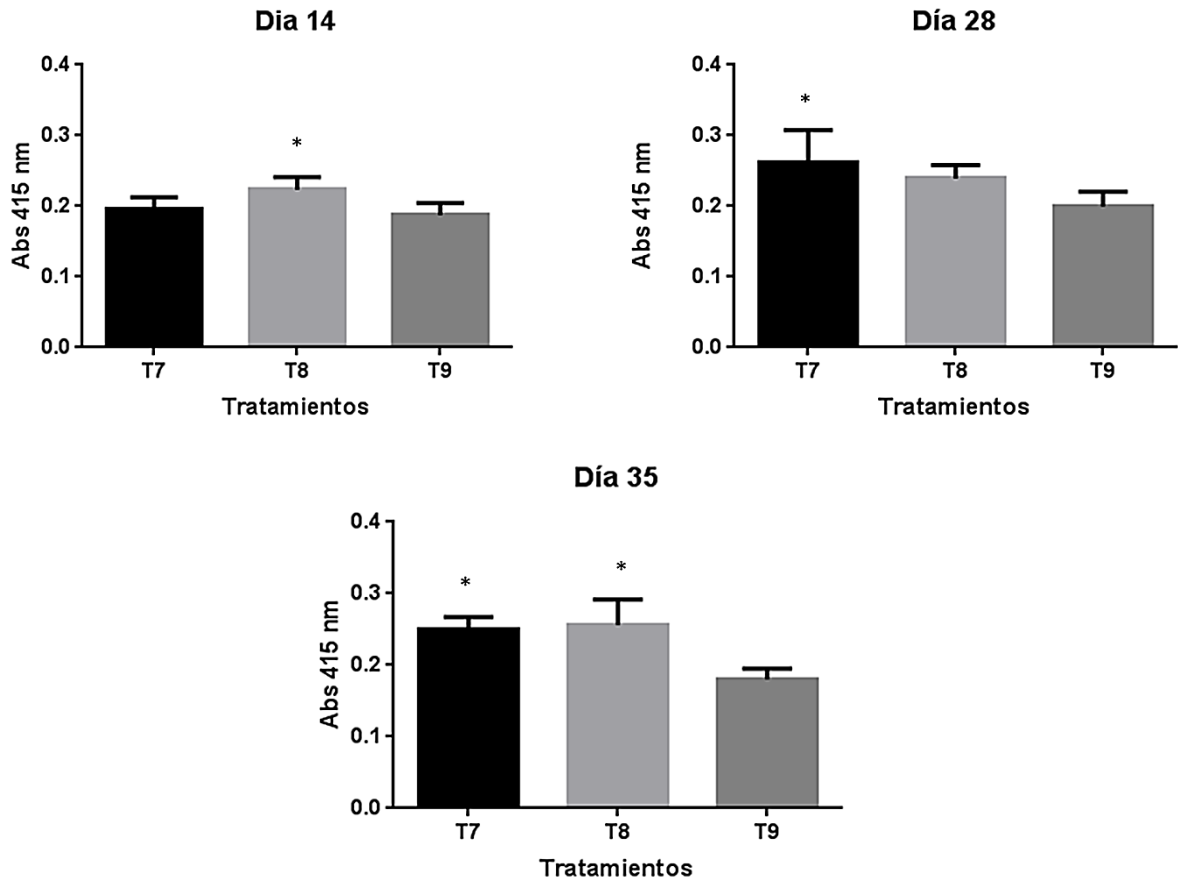 Dia 14
0.4
0.3
0.2
0.1
0.0
Abs 415 nm
*
T7 T8 T9
Tratamientos
Día 28
0.4
0.3
0.2
0.1
0.0
Abs 415 nm
*
T7 T8 T9
Tratamientos
Día 35
0.4
0.3
0.2
0.1
0.0
Abs 415 nm
* *
T7 T8 T9
Tratamientos